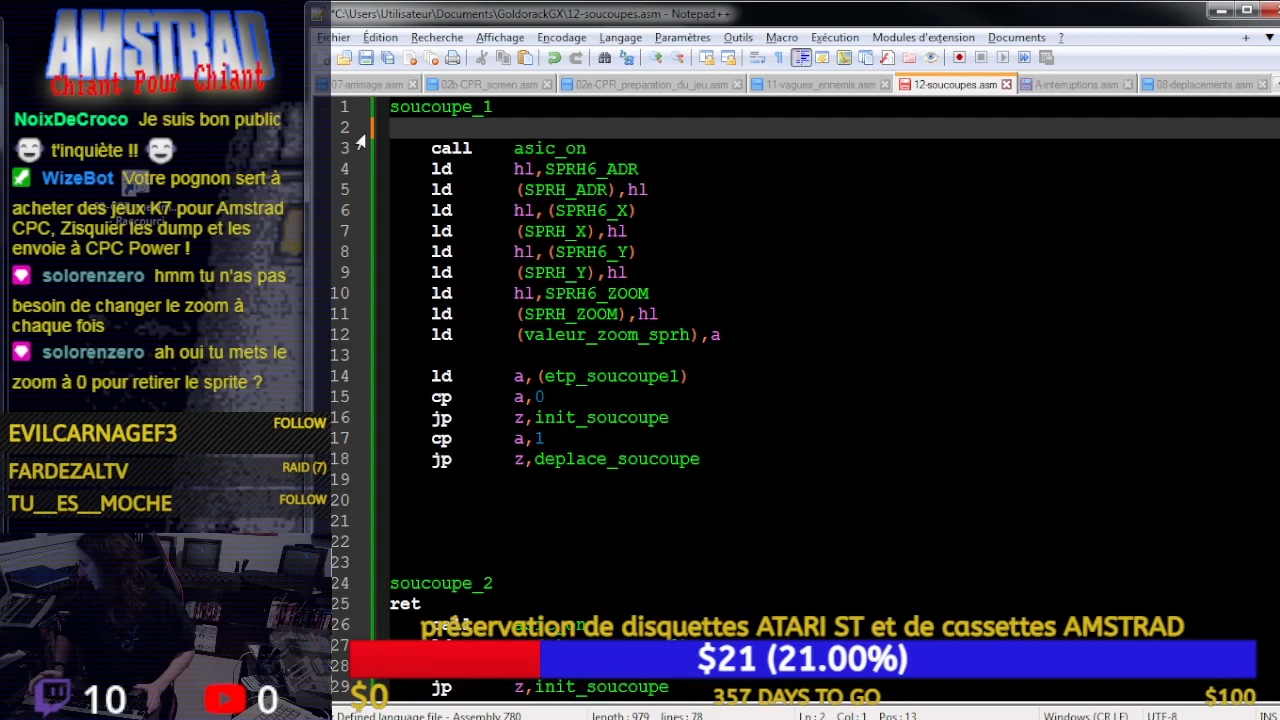 AMSTRAD
Chiant Pour Chiant
NoixDeCroco Je suis bon public
t'inquiète !!
WizeBot Votre pognon sert à
acheter des jeux K7 pour Amstrad
CPC, Zisquier les dump et les
envoie à CPC Power !
solorenzero hmm tu n'as pas
besoin de changer le zoom à
chaque fois
solorenzero ah oui tu mets le
zoom à 0 pour retirer le sprite ?
EVILCARNAGEF3 FOLLOW
FARDEZALTV RAID (7)
TU__ES__MOCHE FOLLOW
10 0
*C:\Users\Utilisateur\Documents\GoldorackGX\12-soucoupes.asm - Notepad++
Fichier Édition Recherche Affichage Encodage Langage Paramètres Outils Macro Exécution Modules d'extension Documents
07-animage.asm 02b-CPR_screen.asm 02e-CPR_preparation_du_jeu.asm 11-vagues_ennemis.asm 12-soucoupes.asm A-interruptions.asm 08-deplacements.asm
1 soucoupe_1
2
3 call asic_on
4 ld hl,SPRH6_ADR
5 ld (SPRH_ADR),hl
6 ld hl,(SPRH6_X)
7 ld (SPRH_X),hl
8 ld hl,(SPRH6_Y)
9 ld (SPRH_Y),hl
10 ld hl,SPRH6_ZOOM
11 ld (SPRH_ZOOM),hl
12 ld (valeur_zoom_sprh),a
13
14 ld a,(etp_soucoupe1)
15 cp a,0
16 jp z,init_soucoupe
17 cp a,1
18 jp z,deplace_soucoupe
19
20
21
22
23
24 soucoupe_2
25 ret
26
27
28
29 jp z,init_soucoupe
préservation de disquettes ATARI ST et de cassettes AMSTRAD
$21 (21.00%)
$0 357 DAYS TO GO $100
Defined language file - Assembly Z80 length : 979 lines : 78 Ln : 2 Col : 1 Pos : 13 Windows (CR LF) UTF-8 INS